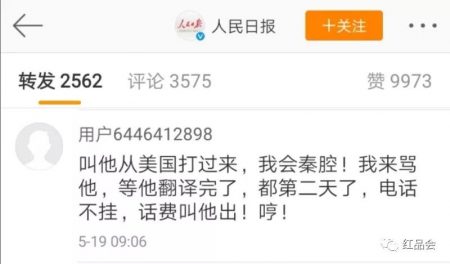 人民日报
人民日报
+关注
转发 2562 评论 3575 赞 9973
用户6446412898
叫他从美国打过来，我会秦腔！我来骂
他，等他翻译完了，都第二天了，电话
不挂，话费叫他出！哼！
5-19 09:06
红品会